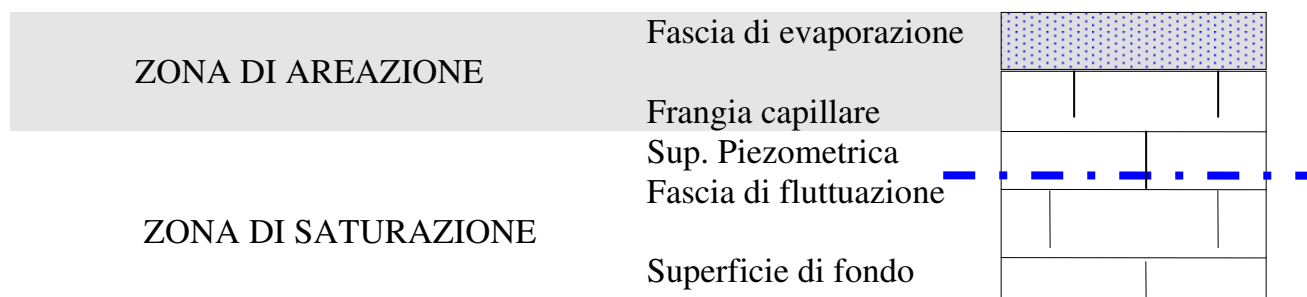 Fascia di evaporazione
ZONA DI AREAZIONE
Frangia capillare
Sup. Piezometrica
Fascia di fluttuazione
ZONA DI SATURAZIONE
Superficie di fondo